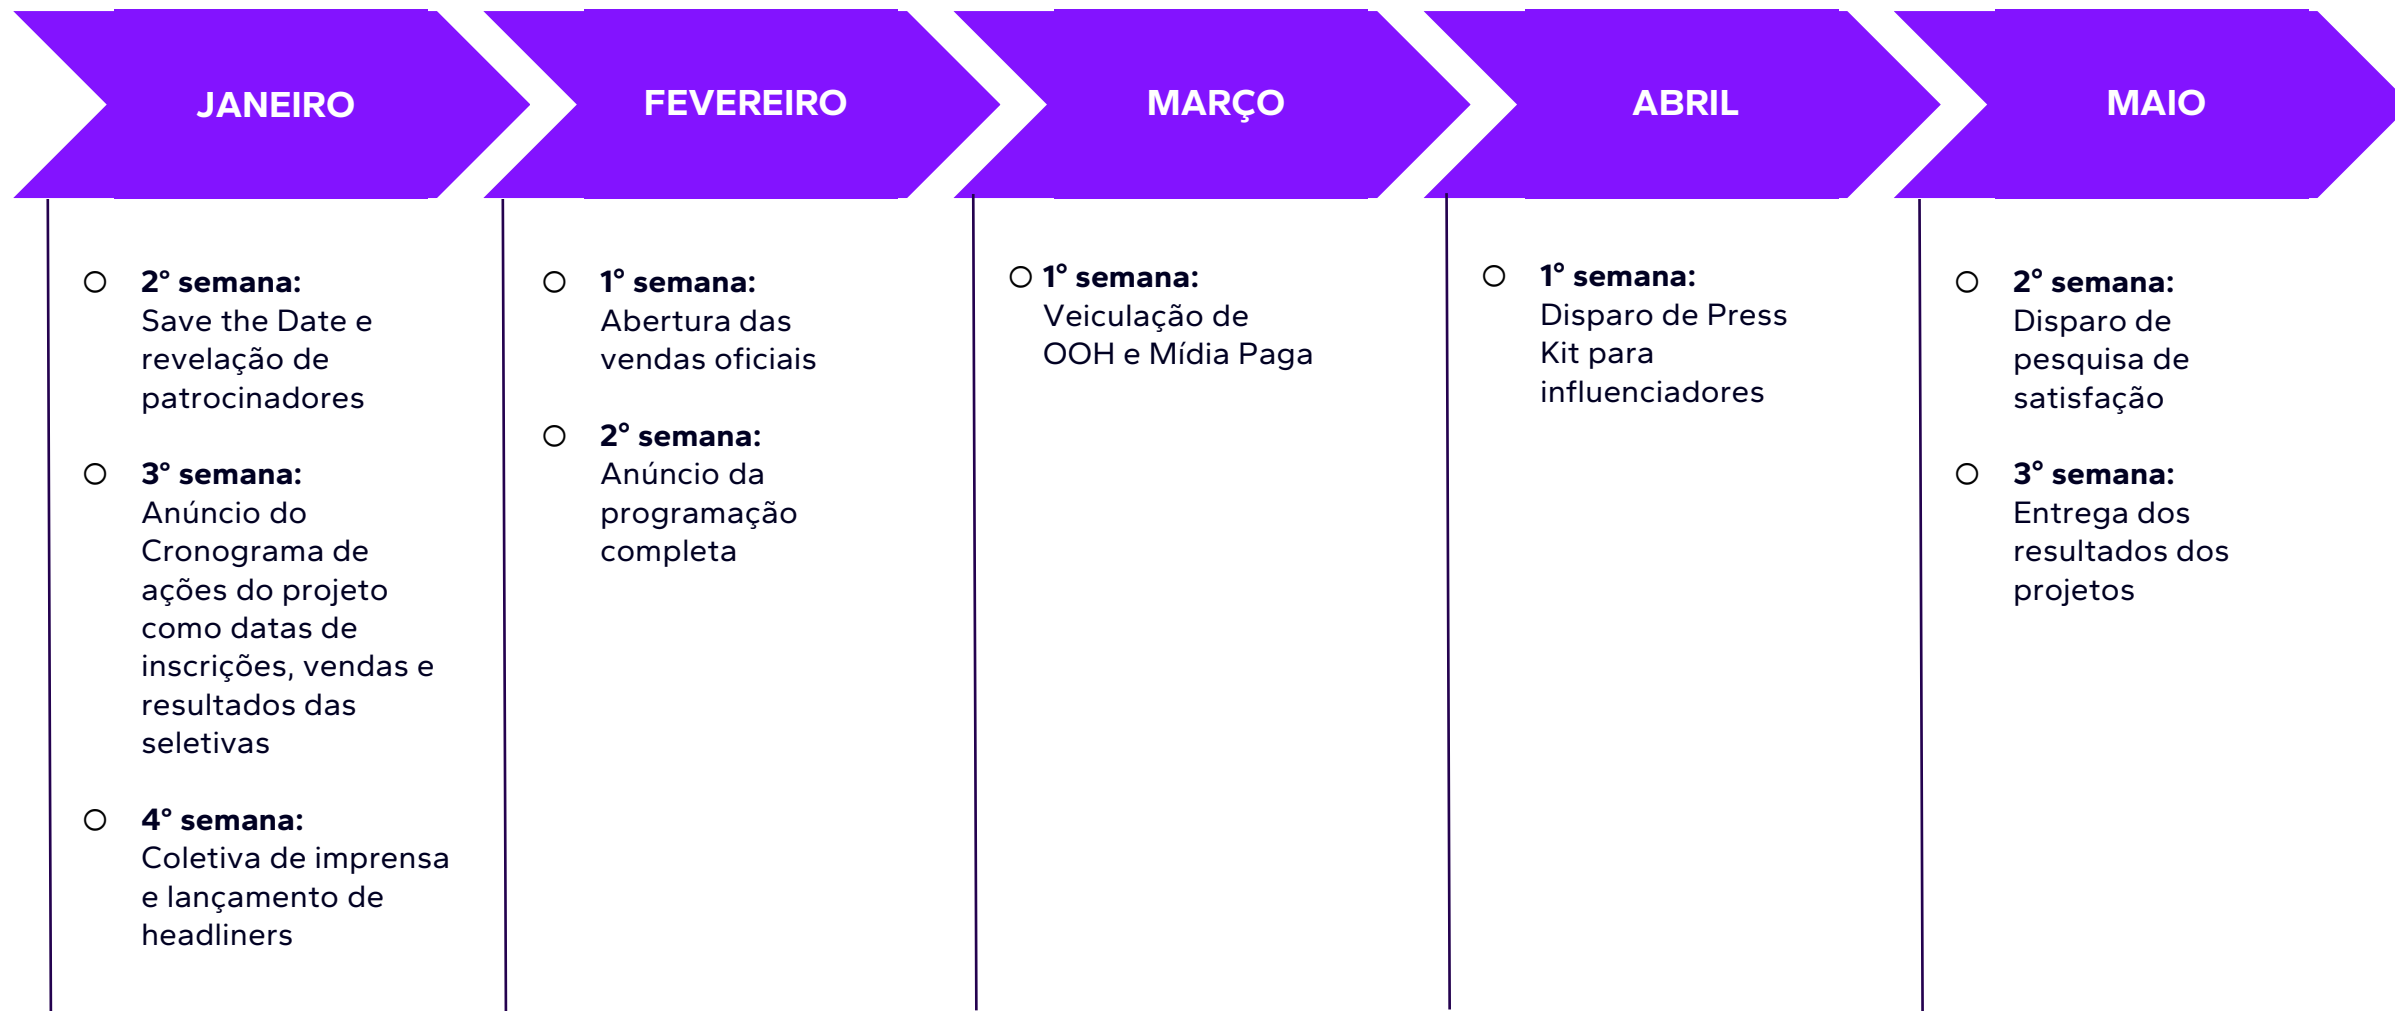 JANEIRO
FEVEREIRO
MARÇO
ABRIL
MAIO
2° semana:
Save the Date e
revelação de
patrocinadores
3° semana:
Anúncio do
Cronograma de
ações do projeto
como datas de
inscrições, vendas e
resultados das
seletivas
4° semana:
Coletiva de imprensa
e lançamento de
headliners
1° semana:
Abertura das
vendas oficiais
2° semana:
Anúncio da
programação
completa
1° semana:
Veiculação de
OOH e Mídia Paga
1° semana:
Disparo de Press
Kit para
influenciadores
2° semana:
Disparo de
pesquisa de
satisfação
3° semana:
Entrega dos
resultados dos
projetos